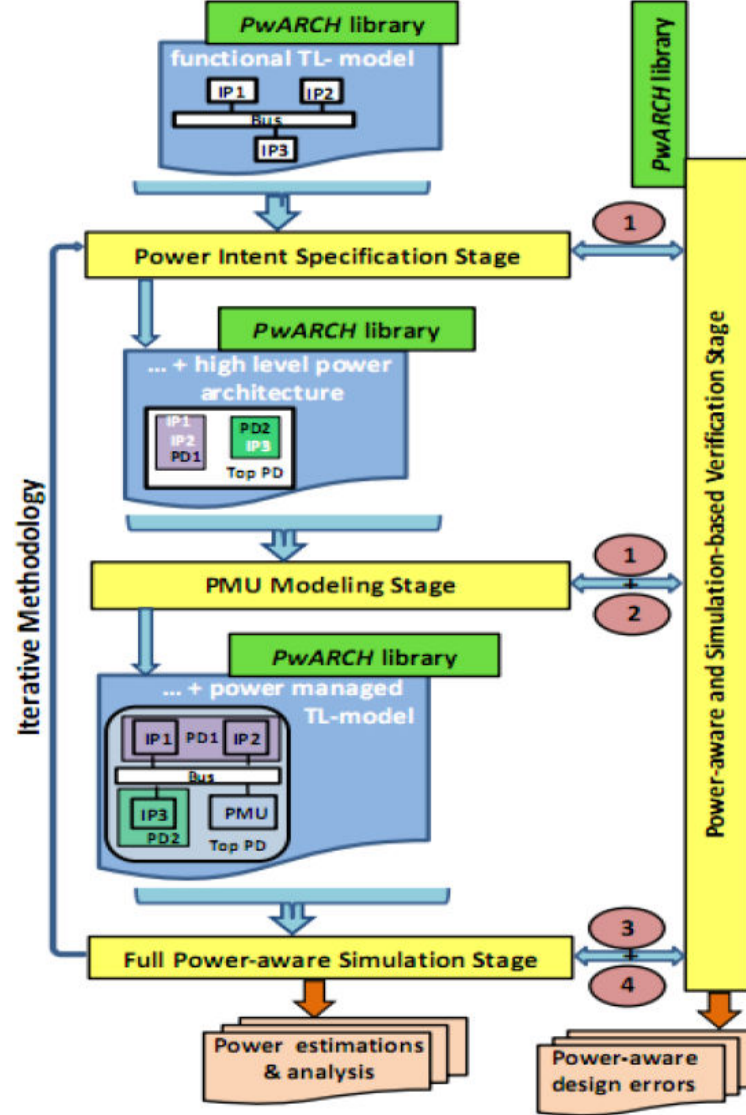 PwARCH library
functional TL- model
IP1
IP2
Bus
IP3
PwARCH library
1
Power Intent Specification Stage
PwARCH library
... + high level power
architecture
IP1
IP2
PD1
PD2
IP3
Top PD
1
+
2
PMU Modeling Stage
PwARCH library
... + power managed
TL-model
IP1
PD1
IP2
Bus
IP3
PD2
PMU
Top PD
3
+
4
Full Power-aware Simulation Stage
Iterative Methodology
Power-aware and Simulation-based Verification Stage
Power estimations
& analysis
Power-aware
design errors